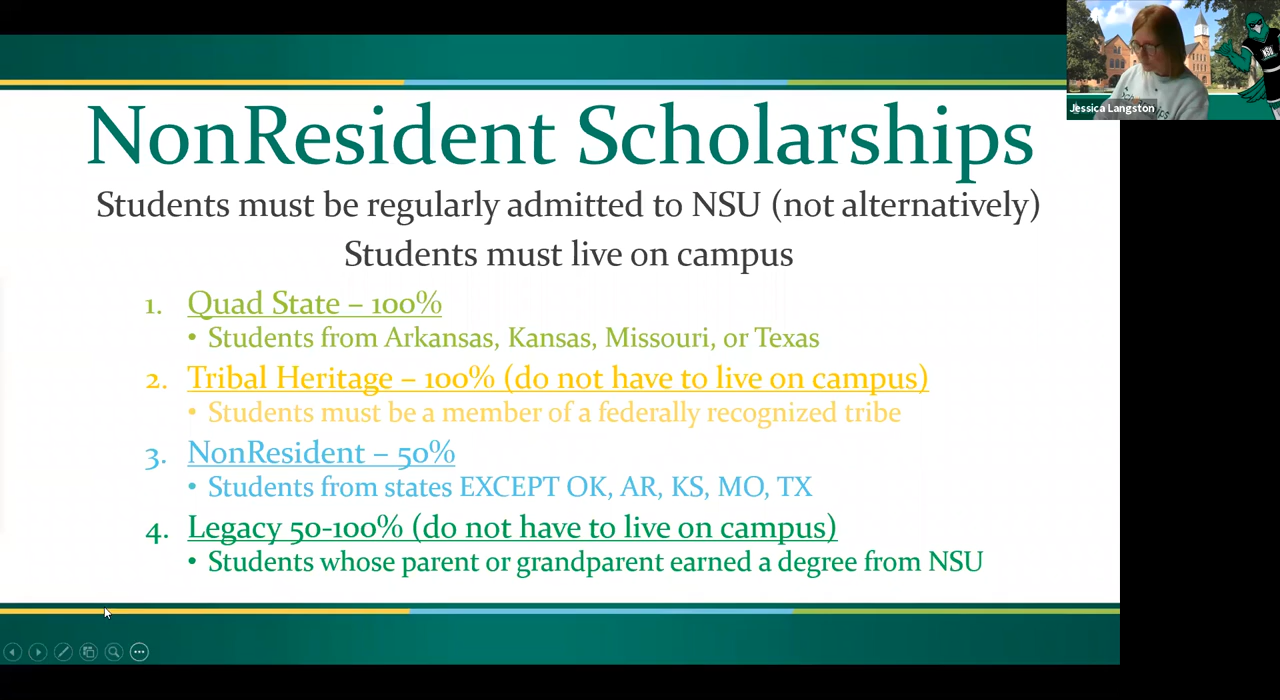 NonResident Scholarships
Students must be regularly admitted to NSU (not alternatively)
Students must live on campus
1. Quad State – 100%
• Students from Arkansas, Kansas, Missouri, or Texas
2. Tribal Heritage – 100% (do not have to live on campus)
• Students must be a member of a federally recognized tribe
3. NonResident – 50%
• Students from states EXCEPT OK, AR, KS, MO, TX
4. Legacy 50-100% (do not have to live on campus)
• Students whose parent or grandparent earned a degree from NSU
Jessica Langston
NSU